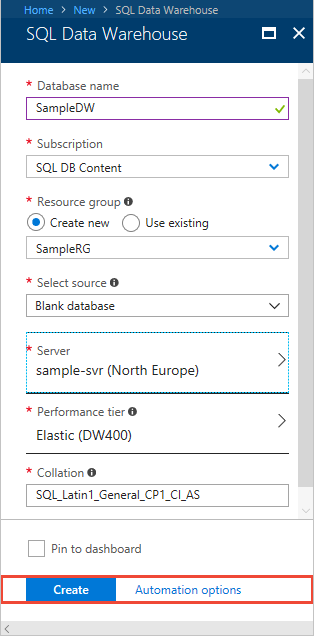 Home > New > SQL Data Warehouse
SQL Data Warehouse
* Database name
SampleDW
* Subscription
SQL DB Content
* Resource group
Create new Use existing
SampleRG
* Select source
Blank database
* Server
sample-svr (North Europe)
* Performance tier
Elastic (DW400)
* Collation
SQL_Latin1_General_CP1_CI_AS
Pin to dashboard
Create Automation options